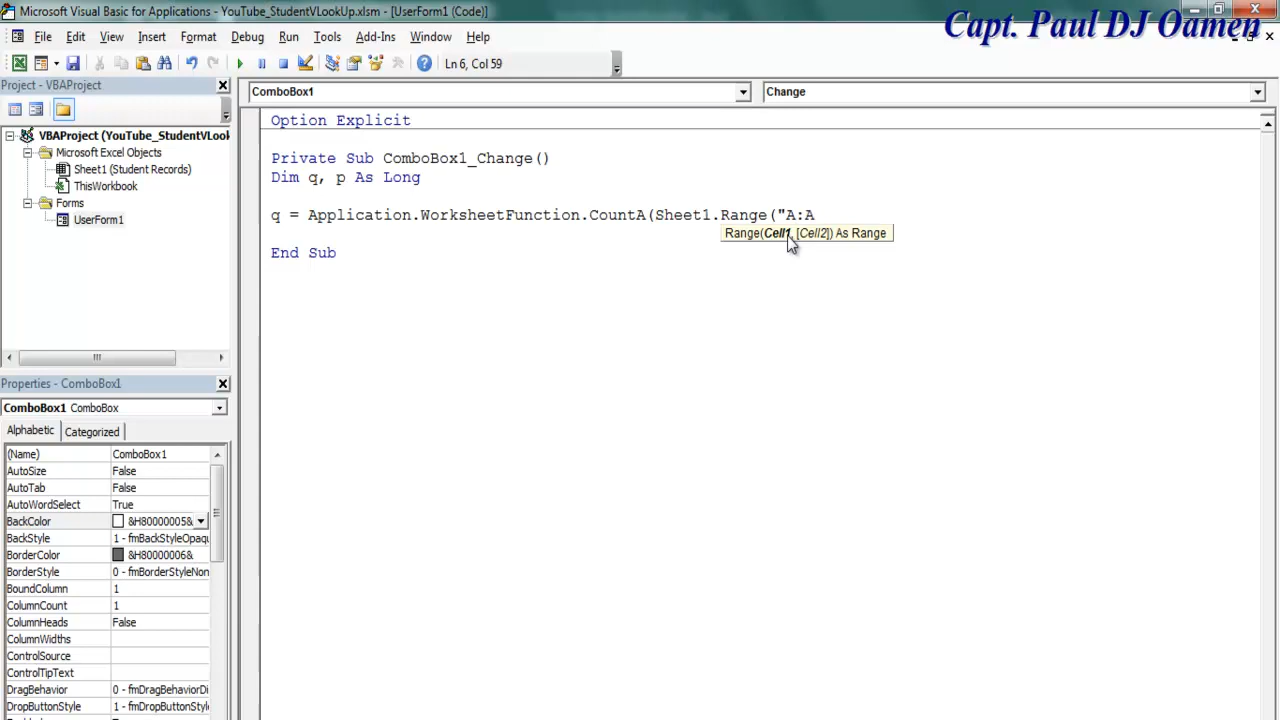 Microsoft Visual Basic for Applications - YouTube_StudentVLookUp.xlsm - [UserForm1 (Code)]
Capt. Paul DJ Oamen
File Edit View Insert Format Debug Run Tools Add-Ins Window Help
Ln 6, Col 59
Project - VBAProject
ComboBox1
Change
VBAProject (YouTube_StudentVLook
Microsoft Excel Objects
Sheet1 (Student Records)
ThisWorkbook
Forms
UserForm1
Option Explicit
Private Sub ComboBox1_Change()
Dim q, p As Long
q = Application.WorksheetFunction.CountA(Sheet1.Range("A:A
Range(Cell1, [Cell2]) As Range
End Sub
Properties - ComboBox1
ComboBox1 ComboBox
Alphabetic Categorized
(Name) ComboBox1
AutoSize False
AutoTab False
AutoWordSelect True
BackColor &H80000005&
BackStyle 1 - fmBackStyleOpaqu
BorderColor &H80000006&
BorderStyle 0 - fmBorderStyleNon
BoundColumn 1
ColumnCount 1
ColumnHeads False
ColumnWidths
ControlSource
ControlTipText
DragBehavior 0 - fmDragBehaviorDi
DropButtonStyle 1 - fmDropButtonStyl